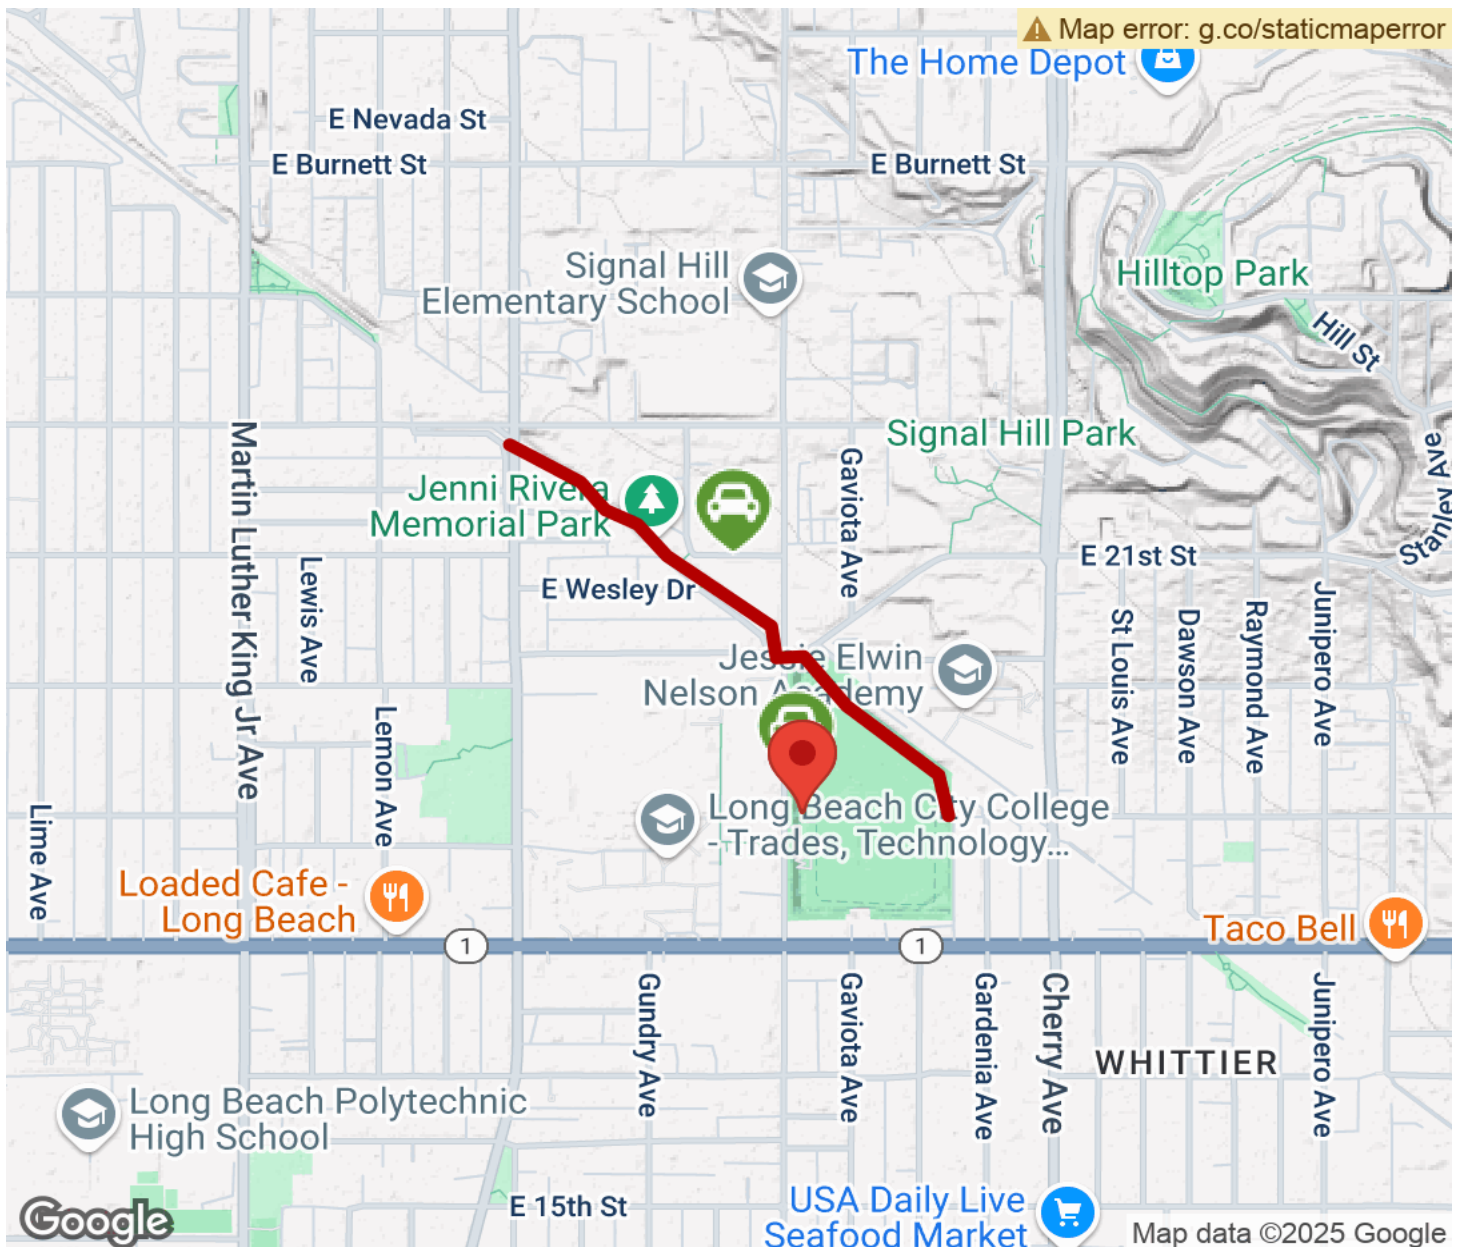 Map error: g.co/staticmaperror
The Home Depot
E Nevada St
E Burnett St
E Burnett St
Signal Hill
Elementary School
Hilltop Park
Hill St
Martin Luther King Jr Ave
Signal Hill Park
Stanley Ave
Gaviota Ave
Jenni Rivera
Memorial Park
E 21st St
Lewis Ave
E Wesley Dr
St Louis Ave
Dawson Ave
Raymond Ave
Junipero Ave
Jessie Elwin
Nelson Academy
Lemon Ave
Lime Ave
Long Beach City College
- Trades, Technology...
Loaded Cafe -
Long Beach
Taco Bell
1
1
Gundry Ave
Gaviota Ave
Gardenia Ave
Cherry Ave
Junipero Ave
WHITTIER
Long Beach Polytechnic
High School
E 15th St
USA Daily Live
Seafood Market
Google
Map data ©2025 Google